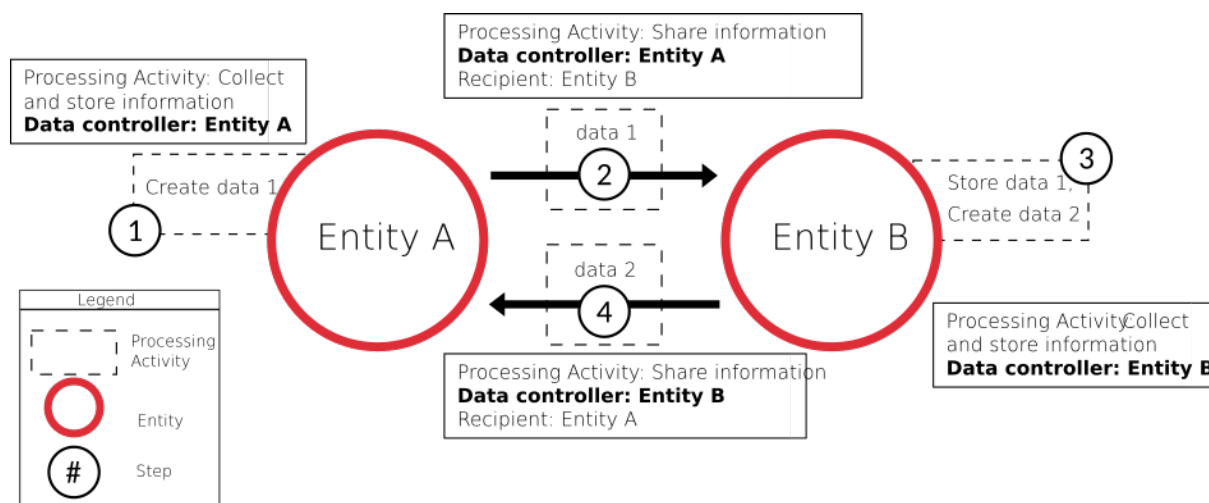 Processing Activity: Share information
Data controller: Entity A
Recipient: Entity B
Processing Activity: Collect
and store information
Data controller: Entity A
data 1
2
Create data 1
1
Entity A
Entity B
3
Store data 1,
Create data 2
data 2
4
Legend
Processing
Activity
Entity
#
Step
Processing Activity: Share information
Data controller: Entity B
Recipient: Entity A
Processing Activity:Collect
and store information
Data controller: Entity B